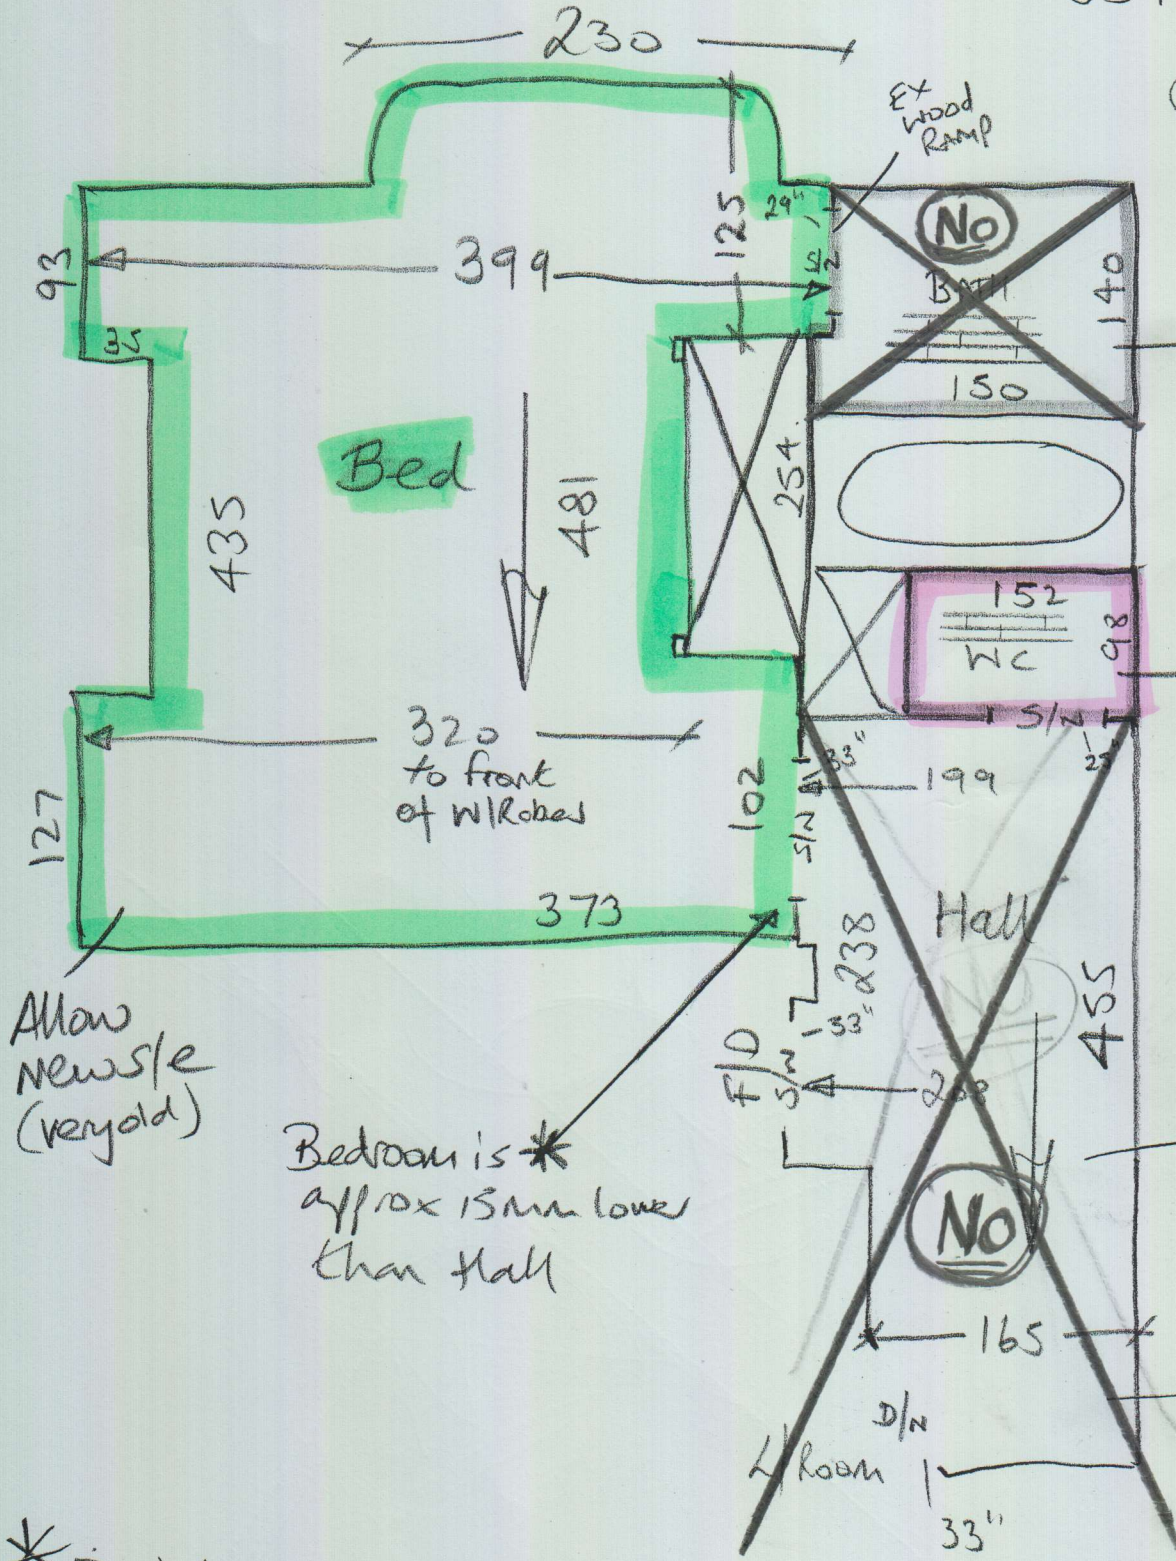 230
EX
WOOD
RAMP
29"
NO
93
399
125
S/N
BATH
140
35
150
Bed
254
435
481
152
98
WC
S/N
320
to front
of W/Robes
33"
25"
199
102
S/N
127
373
238
Hall
NO
455
Allow
New s/e
(very old)
33"
F/D
S/N
Bedroom is *
approx 15mm lower
than Hall
NO
165
D/N
L/Room
33"
*